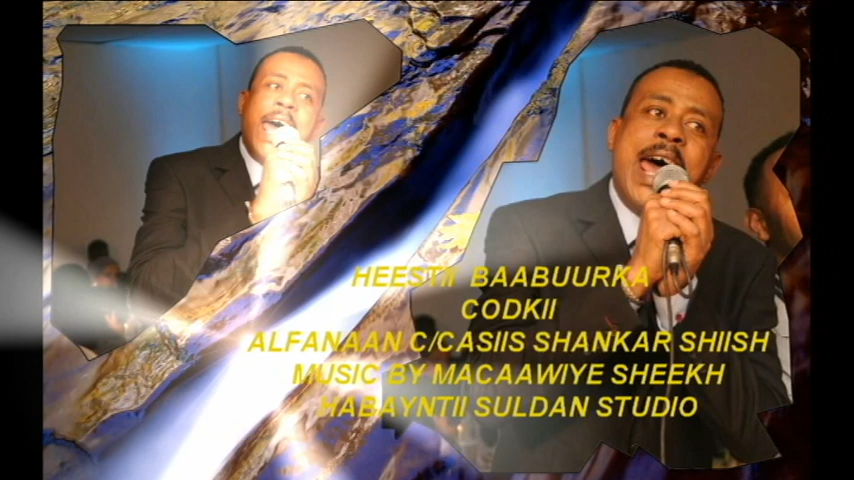 HEESTII BAABUURKA
CODKII
ALFANAAN C/CASIIS SHANKAR SHIISH
MUSIC BY MACAAWIYE SHEEKH
HABAYNTII SULDAN STUDIO